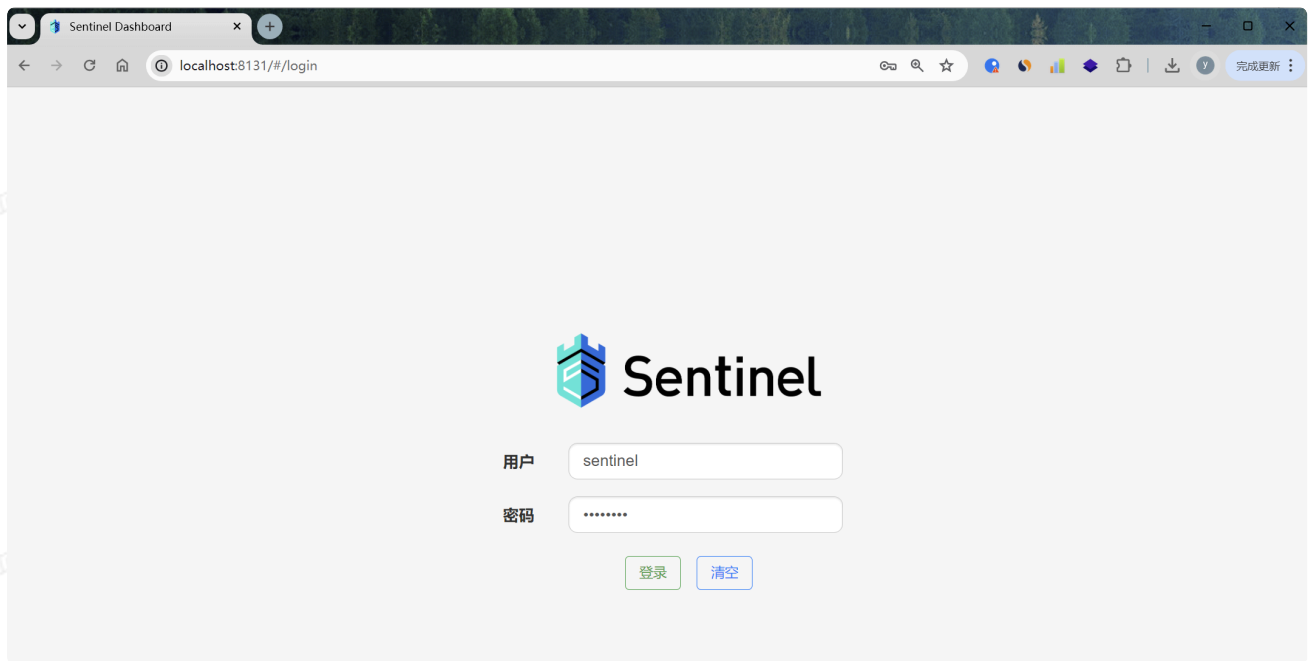 Sentinel Dashboard
localhost:8131/#/login
y
完成更新
Sentinel
用户 sentinel
密码 ••••••••
登录 清空